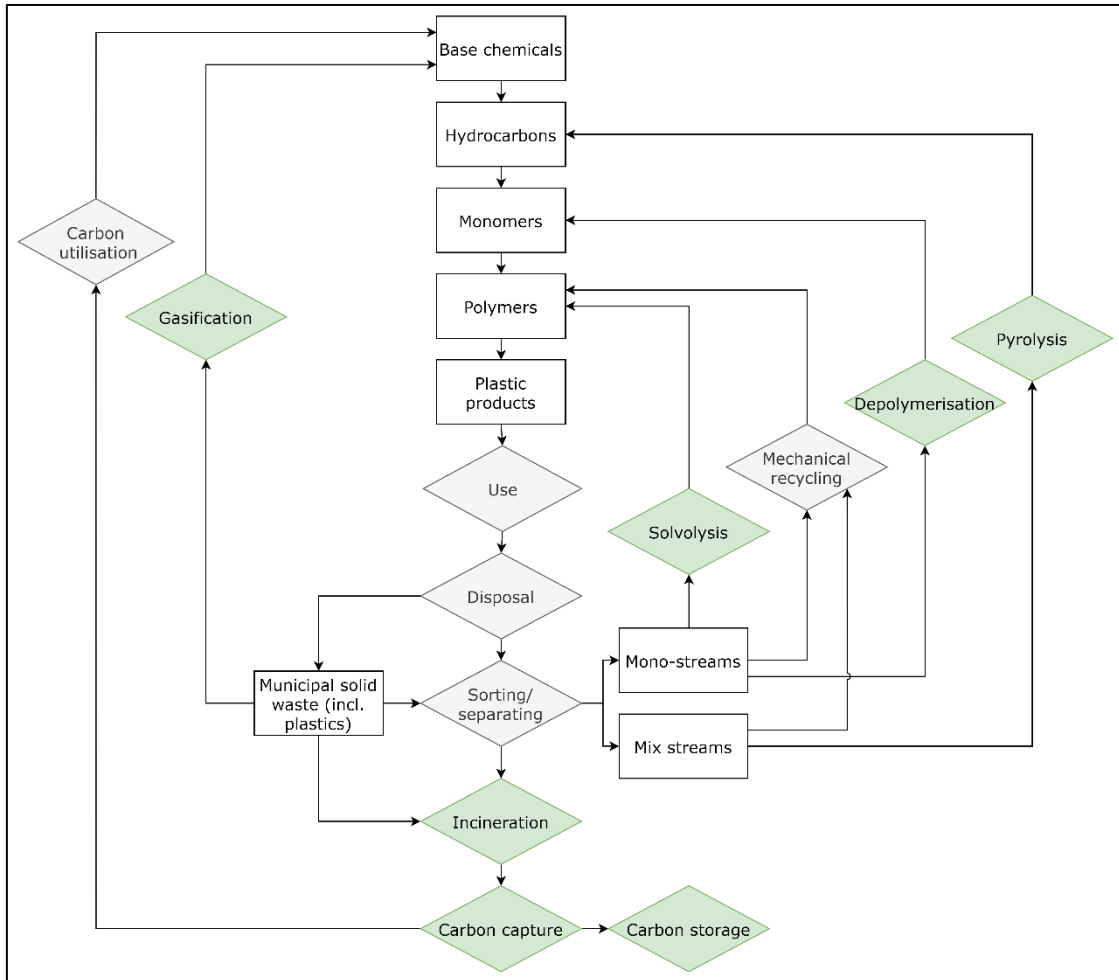 Base chemicals
Hydrocarbons
Monomers
Carbon
utilisation
Polymers
Gasification
Pyrolysis
Plastic
products
Depolymerisation
Mechanical
recycling
Use
Solvolysis
Disposal
Mono-streams
Municipal solid
waste (incl.
plastics)
Sorting/
separating
Mix streams
Incineration
Carbon capture
Carbon storage